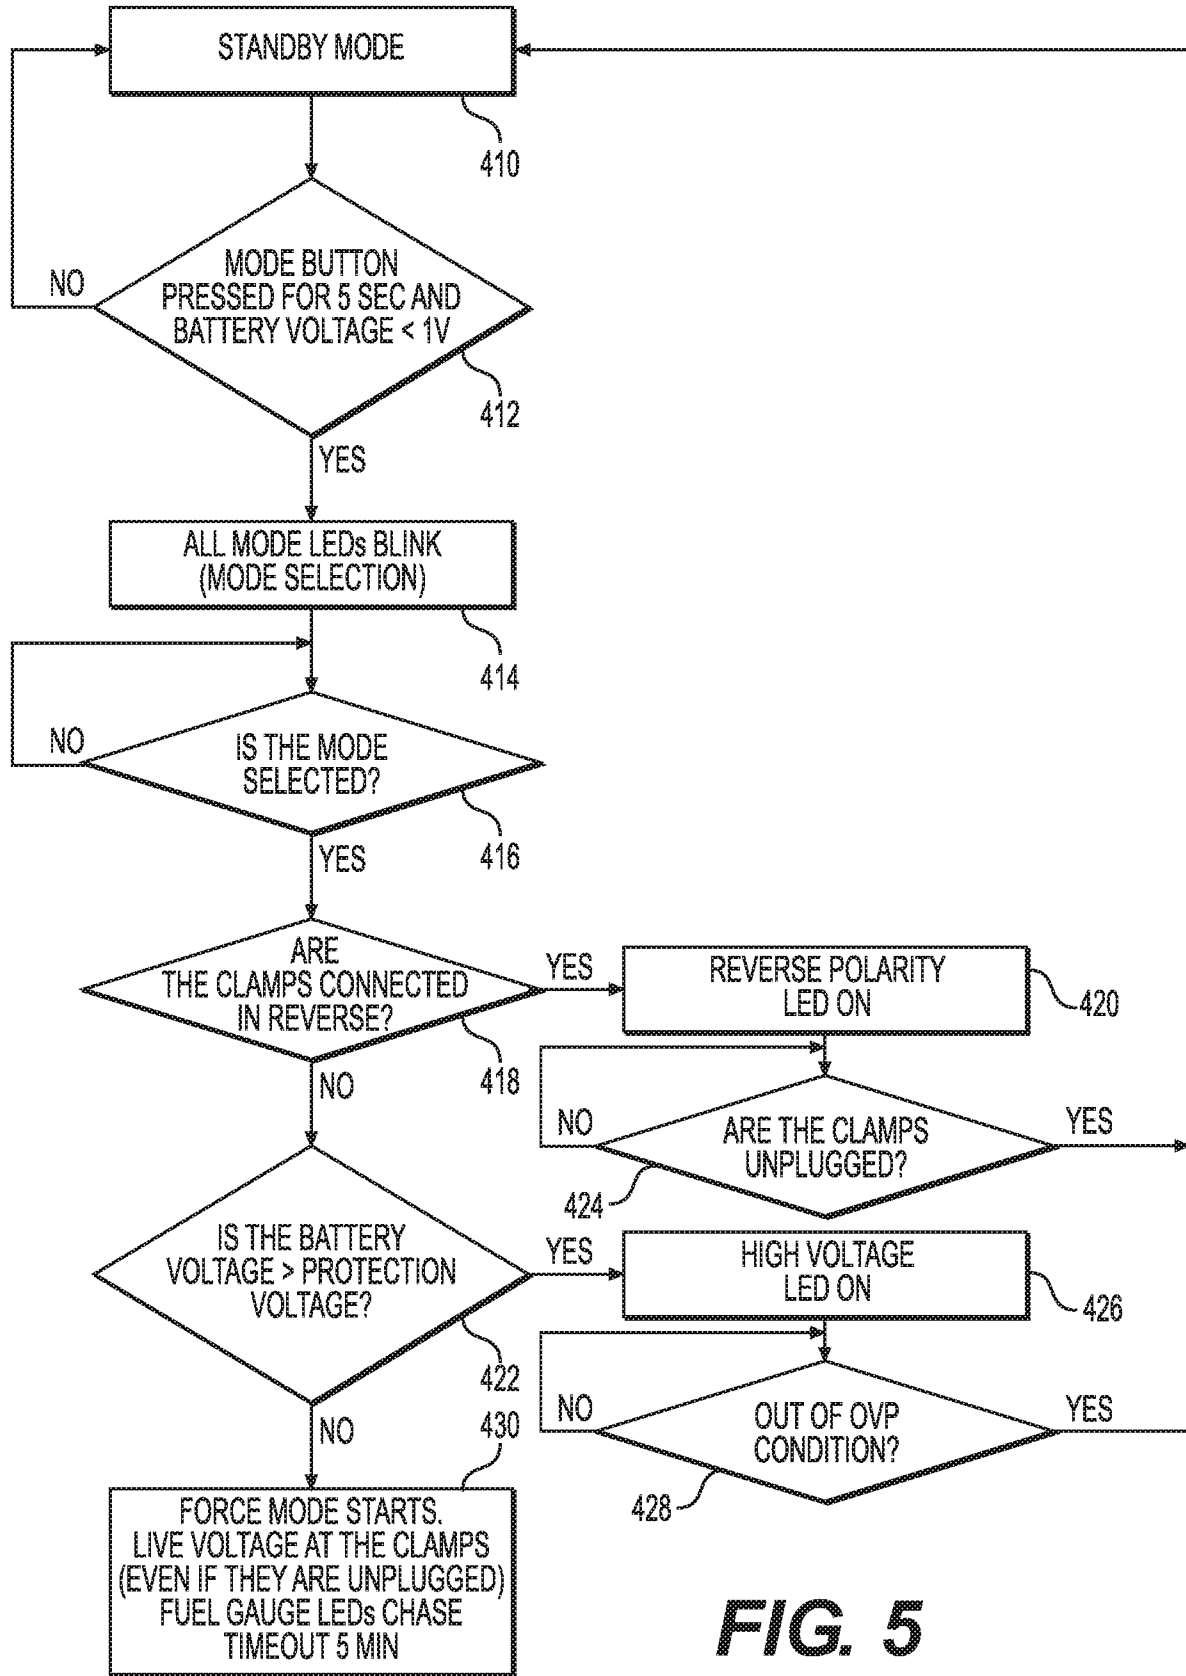 STANDBY MODE
410
MODE BUTTON
PRESSED FOR 5 SEC AND
BATTERY VOLTAGE < 1V
NO
412
YES
ALL MODE LEDs BLINK
(MODE SELECTION)
414
IS THE MODE
SELECTED?
NO
416
YES
ARE
THE CLAMPS CONNECTED
IN REVERSE?
YES
418
NO
REVERSE POLARITY
LED ON
420
ARE THE CLAMPS
UNPLUGGED?
NO
YES
424
IS THE BATTERY
VOLTAGE > PROTECTION
VOLTAGE?
YES
422
NO
HIGH VOLTAGE
LED ON
426
OUT OF OVP
CONDITION?
NO
YES
428
430
FORCE MODE STARTS.
LIVE VOLTAGE AT THE CLAMPS
(EVEN IF THEY ARE UNPLUGGED)
FUEL GAUGE LEDs CHASE
TIMEOUT 5 MIN
FIG. 5